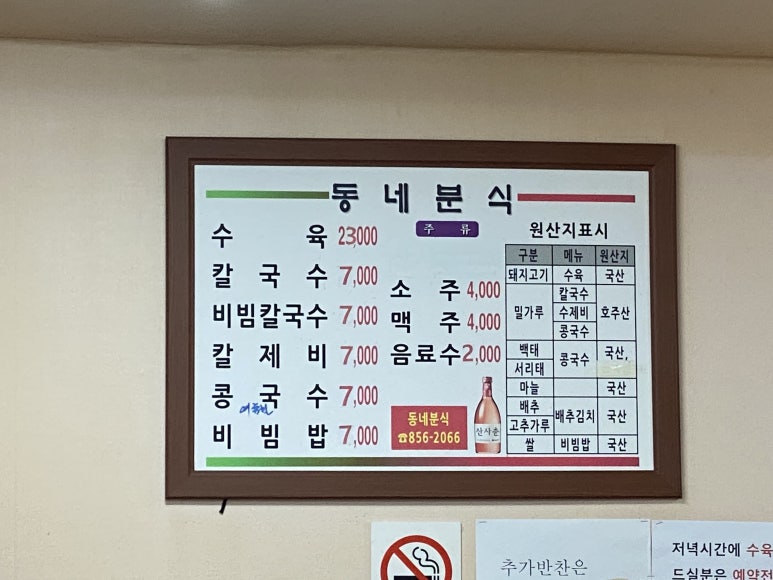 동네분식
수육 23,000
칼국수 7,000
비빔칼국수 7,000
칼제비 7,000
콩국수 7,000
비빔밥 7,000
주류
소주 4,000
맥주 4,000
음료수 2,000
동네분식
☎856-2066
산사춘
원산지표시
구분 메뉴 원산지
돼지고기 수육 국산
밀가루 칼국수 수제비 콩국수 호주산
백태 서리태 콩국수 국산,
마늘 국산
배추 고추가루 배추김치 국산
쌀 비빔밥 국산
추가반찬은
저녁시간에 수육
드실분은 예약전